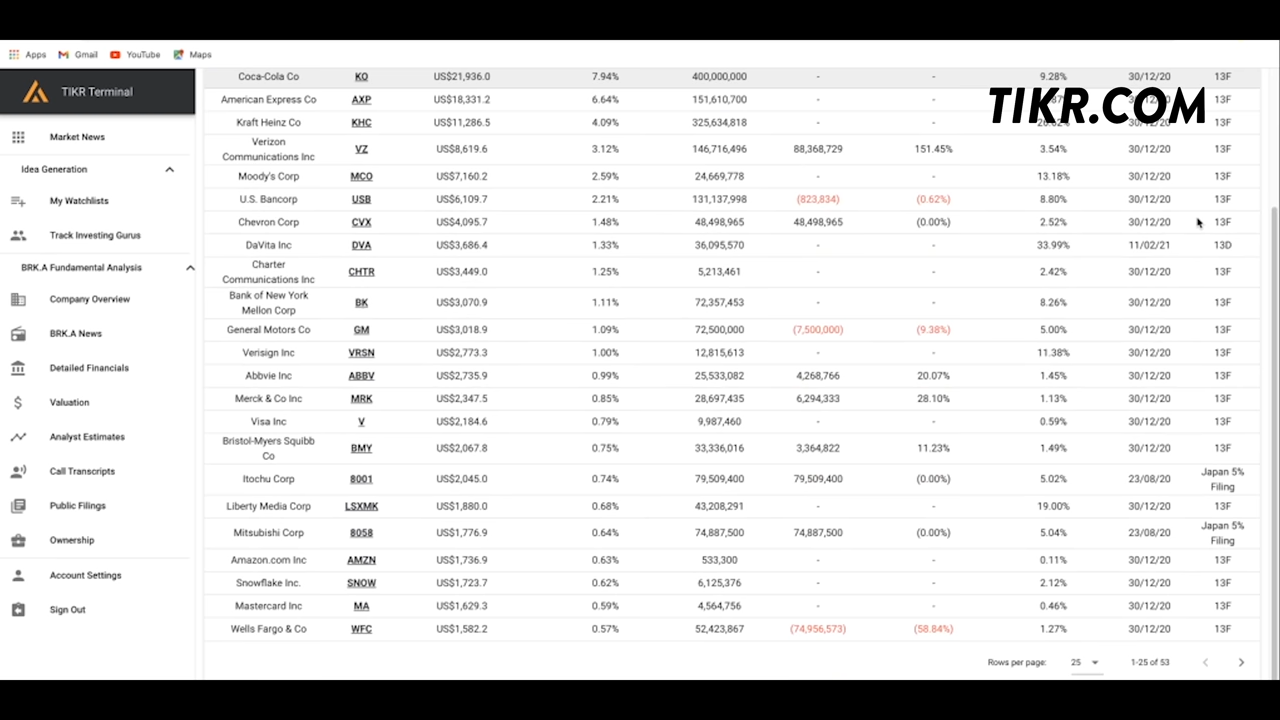 Apps Gmail YouTube Maps
TIKR Terminal
Market News
Idea Generation
My Watchlists
Track Investing Gurus
BRK.A Fundamental Analysis
Company Overview
BRK.A News
Detailed Financials
Valuation
Analyst Estimates
Call Transcripts
Public Filings
Ownership
Account Settings
Sign Out
TIKR.COM
Coca-Cola Co KO US$21,936.0 7.94% 400,000,000 - - 9.28% 30/12/20 13F
American Express Co AXP US$18,331.2 6.64% 151,610,700 - - 13F
Kraft Heinz Co KHC US$11,286.5 4.09% 325,634,818 - - 30/12/20 13F
Verizon
Communications Inc VZ US$8,619.6 3.12% 146,716,496 88,368,729 151.45% 3.54% 30/12/20 13F
Moody's Corp MCO US$7,160.2 2.59% 24,669,778 - - 13.18% 30/12/20 13F
U.S. Bancorp USB US$6,109.7 2.21% 131,137,998 (823,834) (0.62%) 8.80% 30/12/20 13F
Chevron Corp CVX US$4,095.7 1.48% 48,498,965 48,498,965 (0.00%) 2.52% 30/12/20 13F
DaVita Inc DVA US$3,686.4 1.33% 36,095,570 - - 33.99% 11/02/21 13D
Charter
Communications Inc CHTR US$3,449.0 1.25% 5,213,461 - - 2.42% 30/12/20 13F
Bank of New York
Mellon Corp BK US$3,070.9 1.11% 72,357,453 - - 8.26% 30/12/20 13F
General Motors Co GM US$3,018.9 1.09% 72,500,000 (7,500,000) (9.38%) 5.00% 30/12/20 13F
Verisign Inc VRSN US$2,773.3 1.00% 12,815,613 - - 11.38% 30/12/20 13F
Abbvie Inc ABBV US$2,735.9 0.99% 25,533,082 4,268,766 20.07% 1.45% 30/12/20 13F
Merck & Co Inc MRK US$2,347.5 0.85% 28,697,435 6,294,333 28.10% 1.13% 30/12/20 13F
Visa Inc V US$2,184.6 0.79% 9,987,460 - - 0.59% 30/12/20 13F
Bristol-Myers Squibb
Co BMY US$2,067.8 0.75% 33,336,016 3,364,822 11.23% 1.49% 30/12/20 13F
Itochu Corp 8001 US$2,045.0 0.74% 79,509,400 79,509,400 (0.00%) 5.02% 23/08/20 Japan 5%
Filing
Liberty Media Corp LSXMK US$1,880.0 0.68% 43,208,291 - - 19.00% 30/12/20 13F
Mitsubishi Corp 8058 US$1,776.9 0.64% 74,887,500 74,887,500 (0.00%) 5.04% 23/08/20 Japan 5%
Filing
Amazon.com Inc AMZN US$1,736.9 0.63% 533,300 - - 0.11% 30/12/20 13F
Snowflake Inc. SNOW US$1,723.7 0.62% 6,125,376 - - 2.12% 30/12/20 13F
Mastercard Inc MA US$1,629.3 0.59% 4,564,756 - - 0.46% 30/12/20 13F
Wells Fargo & Co WFC US$1,582.2 0.57% 52,423,867 (74,956,573) (58.84%) 1.27% 30/12/20 13F
Rows per page: 25 1-25 of 53